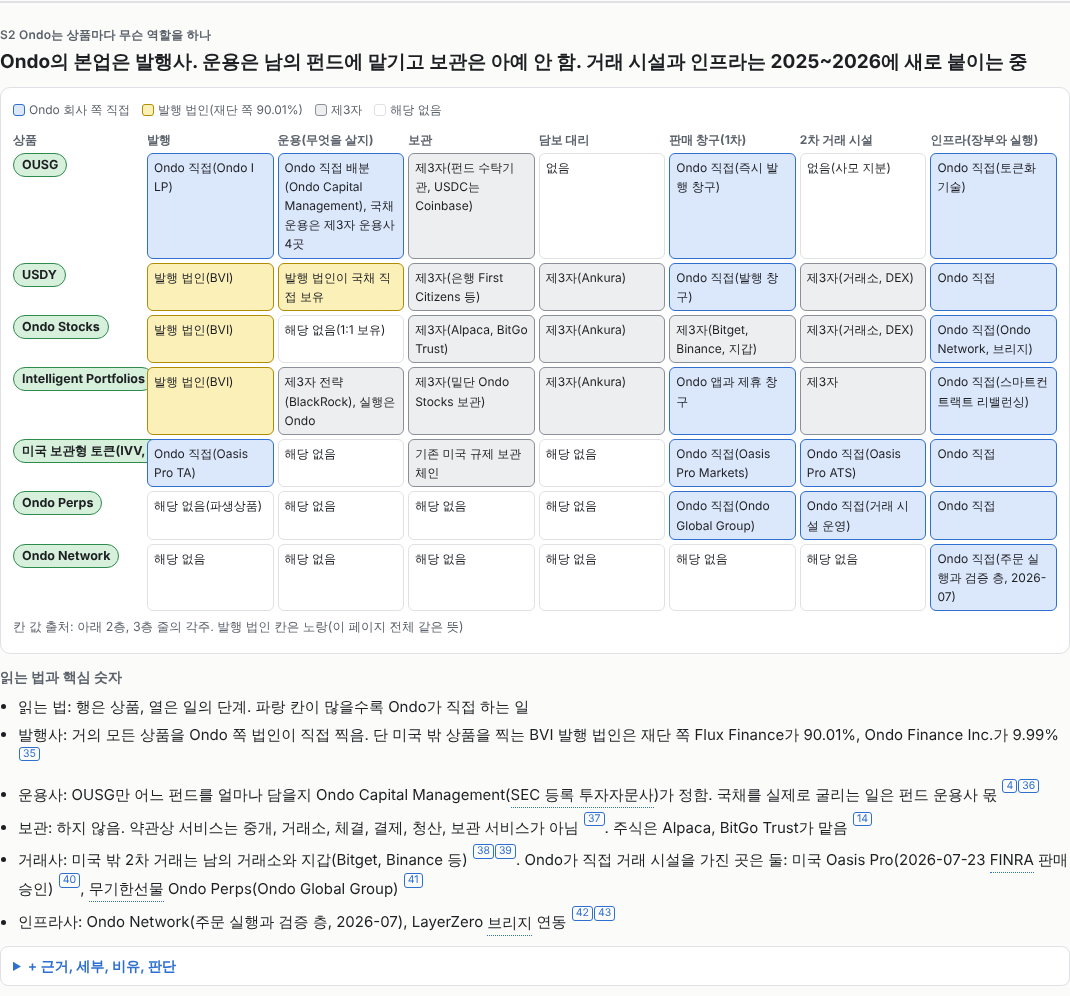 S2 Ondo는 상품마다 무슨 역할을 하나
Ondo의 본업은 발행사. 운용은 남의 펀드에 맡기고 보관은 아예 안 함. 거래 시설과 인프라는 2025~2026에 새로 붙이는 중
Ondo 회사 쪽 직접 발행 법인(재단 쪽 90.01%) 제3자 해당 없음
상품 발행 운용(무엇을 살지) 보관 담보 대리 판매 창구(1차) 2차 거래 시설 인프라(장부와 실행)
OUSG
Ondo 직접(Ondo I
LP)
Ondo 직접 배분
(Ondo Capital
Management), 국채
운용은 제3자 운용사
4곳
제3자(펀드 수탁기
관, USDC는
Coinbase)
없음
Ondo 직접(즉시 발
행 창구)
없음(사모 지분)
Ondo 직접(토큰화
기술)
USDY
발행 법인(BVI)
발행 법인이 국채 직
접 보유
제3자(은행 First
Citizens 등)
제3자(Ankura)
Ondo 직접(발행 창
구)
제3자(거래소, DEX)
Ondo 직접
Ondo Stocks
발행 법인(BVI)
해당 없음(1:1 보유)
제3자(Alpaca, BitGo
Trust)
제3자(Ankura)
제3자(Bitget,
Binance, 지갑)
제3자(거래소, DEX)
Ondo 직접(Ondo
Network, 브리지)
Intelligent Portfolios
발행 법인(BVI)
제3자 전략
(BlackRock), 실행은
Ondo
제3자(밑단 Ondo
Stocks 보관)
제3자(Ankura)
Ondo 앱과 제휴 창
구
제3자
Ondo 직접(스마트컨
트랙트 리밸런싱)
미국 보관형 토큰(IVV,
Ondo 직접(Oasis
Pro TA)
해당 없음
기존 미국 규제 보관
체인
해당 없음
Ondo 직접(Oasis
Pro Markets)
Ondo 직접(Oasis
Pro ATS)
Ondo 직접
Ondo Perps
해당 없음(파생상품)
해당 없음
해당 없음
해당 없음
Ondo 직접(Ondo
Global Group)
Ondo 직접(거래 시
설 운영)
Ondo 직접
Ondo Network
해당 없음
해당 없음
해당 없음
해당 없음
해당 없음
해당 없음
Ondo 직접(주문 실
행과 검증 층, 2026-
07)
칸 값 출처: 아래 2층, 3층 줄의 각주. 발행 법인 칸은 노랑(이 페이지 전체 같은 뜻)
읽는 법과 핵심 숫자
• 읽는 법: 행은 상품, 열은 일의 단계. 파랑 칸이 많을수록 Ondo가 직접 하는 일
• 발행사: 거의 모든 상품을 Ondo 쪽 법인이 직접 찍음. 단 미국 밖 상품을 찍는 BVI 발행 법인은 재단 쪽 Flux Finance가 90.01%, Ondo Finance Inc.가 9.99%
35
• 운용사: OUSG만 어느 펀드를 얼마나 담을지 Ondo Capital Management(SEC 등록 투자자문사)가 정함. 국채를 실제로 굴리는 일은 펀드 운용사 몫 4 36
• 보관: 하지 않음. 약관상 서비스는 중개, 거래소, 체결, 결제, 청산, 보관 서비스가 아님 37 . 주식은 Alpaca, BitGo Trust가 맡음 14
• 거래사: 미국 밖 2차 거래는 남의 거래소와 지갑(Bitget, Binance 등) 38 39 . Ondo가 직접 거래 시설을 가진 곳은 둘: 미국 Oasis Pro(2026-07-23 FINRA 판매
승인) 40 , 무기한선물 Ondo Perps(Ondo Global Group) 41
• 인프라사: Ondo Network(주문 실행과 검증 층, 2026-07), LayerZero 브리지 연동 42 43
▶ + 근거, 세부, 비유, 판단